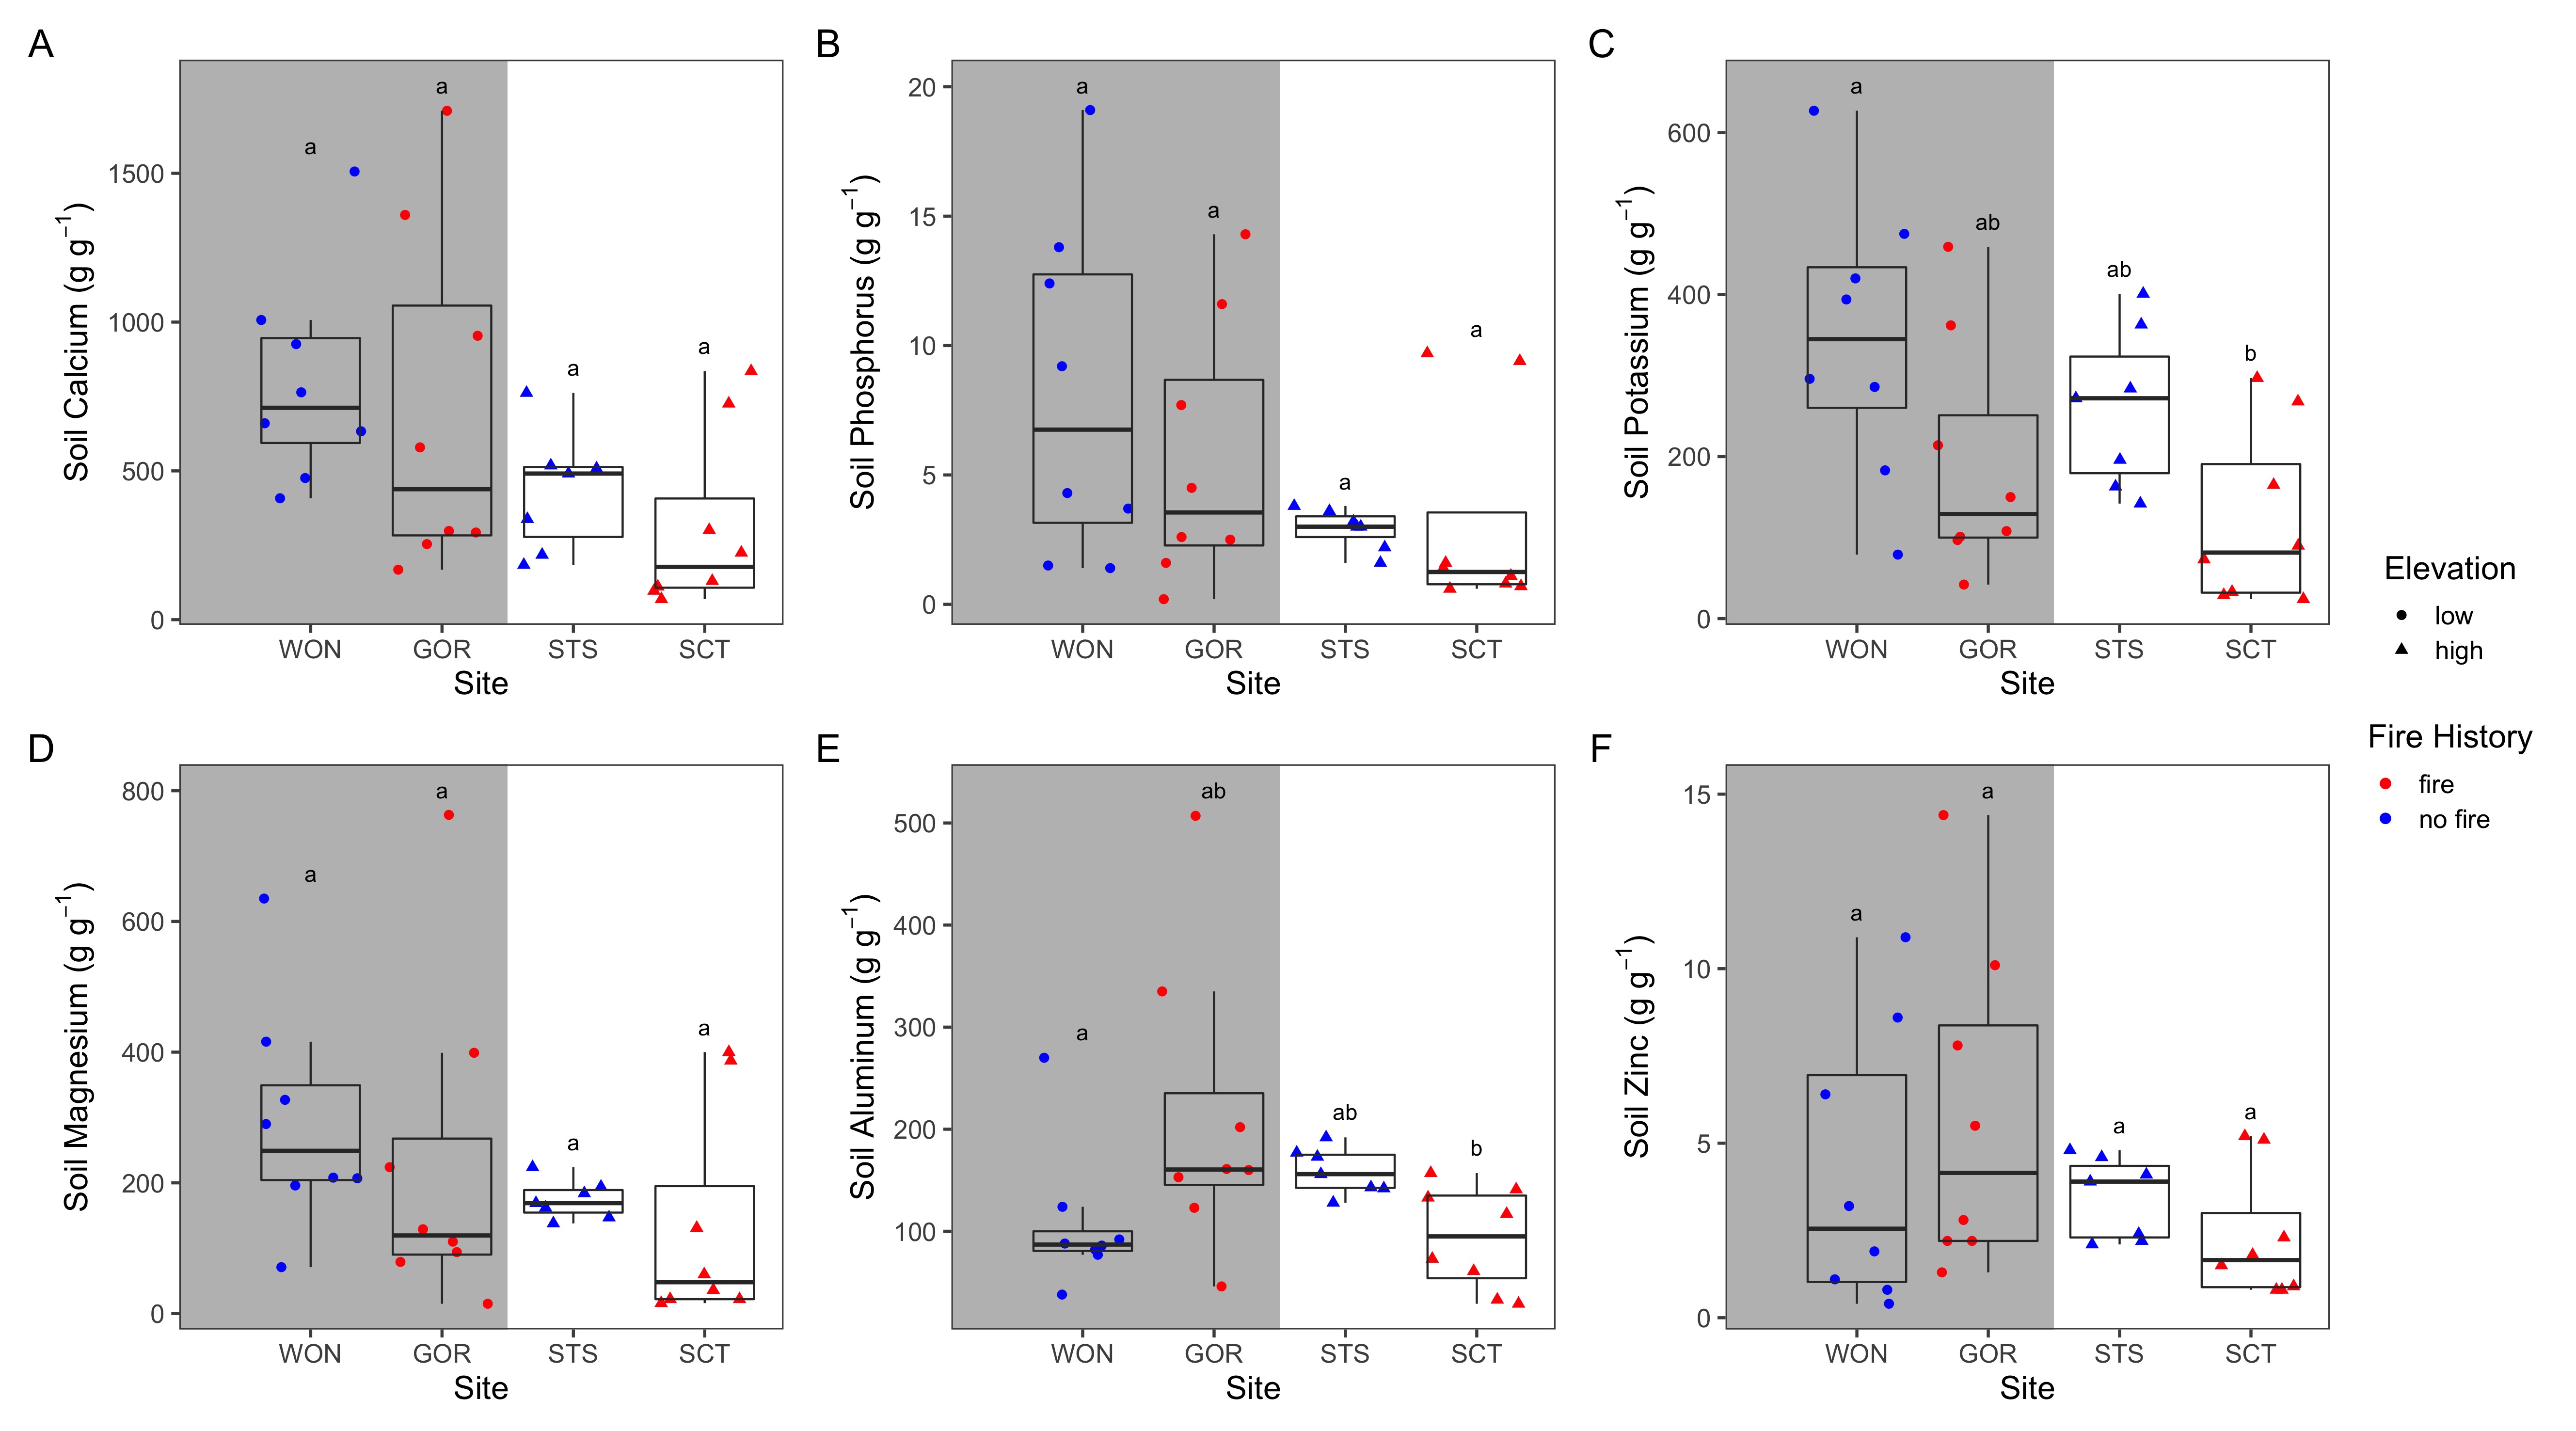 A
Soil Calcium (g g⁻¹)
1500
1000
500
0
a
a
a
a
WON GOR STS SCT
Site
B
Soil Phosphorus (g g⁻¹)
20
15
10
5
0
a
a
a
a
WON GOR STS SCT
Site
C
Soil Potassium (g g⁻¹)
600
400
200
0
a
ab
ab
b
WON GOR STS SCT
Site
Elevation
low
high
Fire History
fire
no fire
D
Soil Magnesium (g g⁻¹)
800
600
400
200
0
a
a
a
a
WON GOR STS SCT
Site
E
Soil Aluminum (g g⁻¹)
500
400
300
200
100
a
ab
ab
b
WON GOR STS SCT
Site
F
Soil Zinc (g g⁻¹)
15
10
5
0
a
a
a
a
WON GOR STS SCT
Site